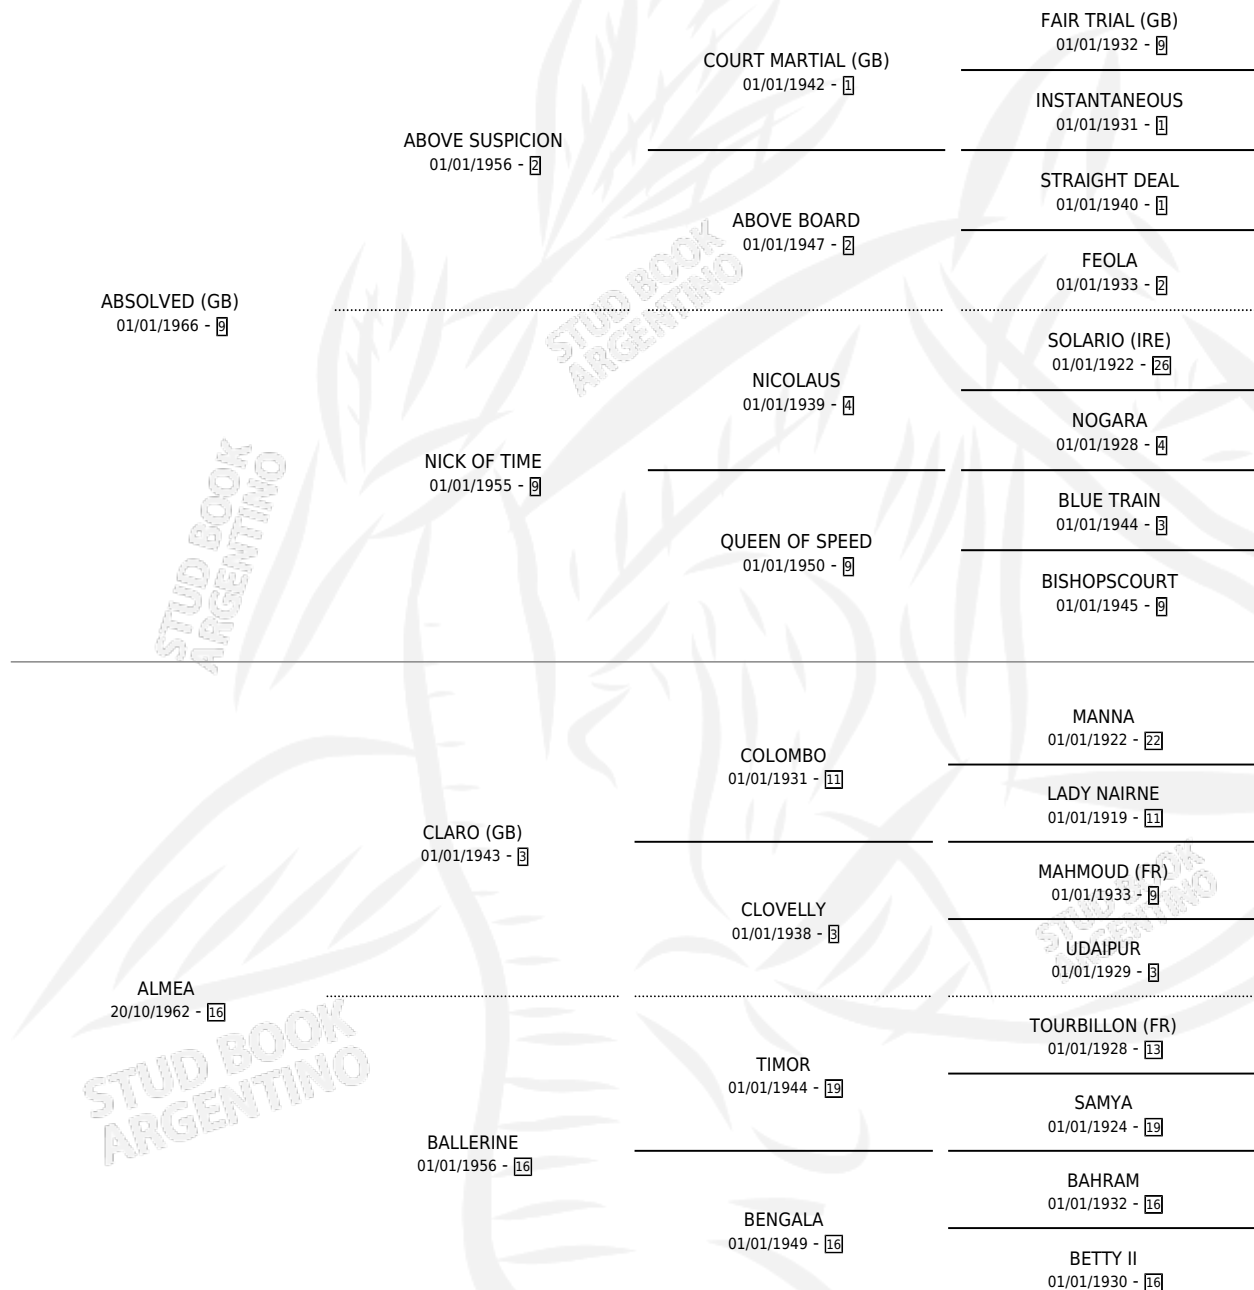 FAIR TRIAL (GB)
01/01/1932 - 9
COURT MARTIAL (GB)
01/01/1942 - 1
INSTANTANEOUS
01/01/1931 - 1
ABOVE SUSPICION
01/01/1956 - 2
STRAIGHT DEAL
01/01/1940 - 1
ABOVE BOARD
01/01/1947 - 2
FEOLA
01/01/1933 - 2
ABSOLVED (GB)
01/01/1966 - 9
STUD BOOK
ARGENTINO
SOLARIO (IRE)
01/01/1922 - 26
NICOLAUS
01/01/1939 - 4
NOGARA
01/01/1928 - 4
NICK OF TIME
01/01/1955 - 9
BLUE TRAIN
01/01/1944 - 3
QUEEN OF SPEED
01/01/1950 - 9
BISHOPSCOURT
01/01/1945 - 9
STUD BOOK
ARGENTINO
MANNA
01/01/1922 - 22
COLOMBO
01/01/1931 - 11
LADY NAIRNE
01/01/1919 - 11
CLARO (GB)
01/01/1943 - 3
MAHMOUD (FR)
01/01/1933 - 9
STUD BOOK
ARGENTINO
CLOVELLY
01/01/1938 - 3
UDAIPUR
01/01/1929 - 3
ALMEA
20/10/1962 - 16
STUD BOOK
ARGENTINO
TOURBILLON (FR)
01/01/1928 - 13
TIMOR
01/01/1944 - 19
SAMYA
01/01/1924 - 19
BALLERINE
01/01/1956 - 16
BAHRAM
01/01/1932 - 16
BENGALA
01/01/1949 - 16
BETTY II
01/01/1930 - 16